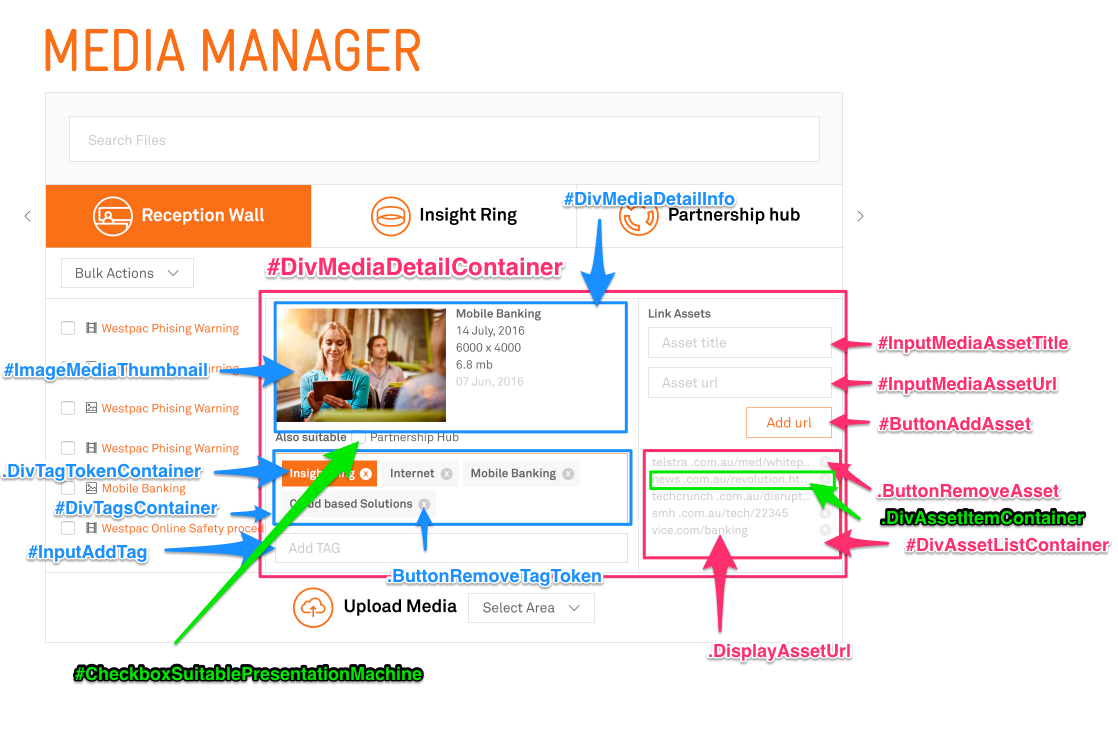 MEDIA MANAGER
Search Files
Reception Wall
Insight Ring
#DivMediaDetailInfo
Partnership hub
Bulk Actions
#DivMediaDetailContainer
Westpac Phising Warning
Westpac Phising Warning
Westpac Phising Warning
Mobile Banking
Westpac Online Safety proced
#ImageMediaThumbnail
.DivTagTokenContainer
#DivTagsContainer
#InputAddTag
Mobile Banking
14 July, 2016
6000 x 4000
6.8 mb
07 Jun, 2016
Also suitable
Partnership Hub
Internet
Mobile Banking
Cloud based Solutions
Add TAG
.ButtonRemoveTagToken
Link Assets
Asset title
#InputMediaAssetTitle
Asset url
#InputMediaAssetUrl
Add url
#ButtonAddAsset
telstra .com.au/med/whitep..
news .com.au/revolution.ht..
techcrunch .com.au/disrupt..
smh .com.au/tech/22345
vice.com/banking
.ButtonRemoveAsset
.DivAssetItemContainer
#DivAssetListContainer
.DisplayAssetUrl
Upload Media
Select Area
#CheckboxSuitablePresentationMachine